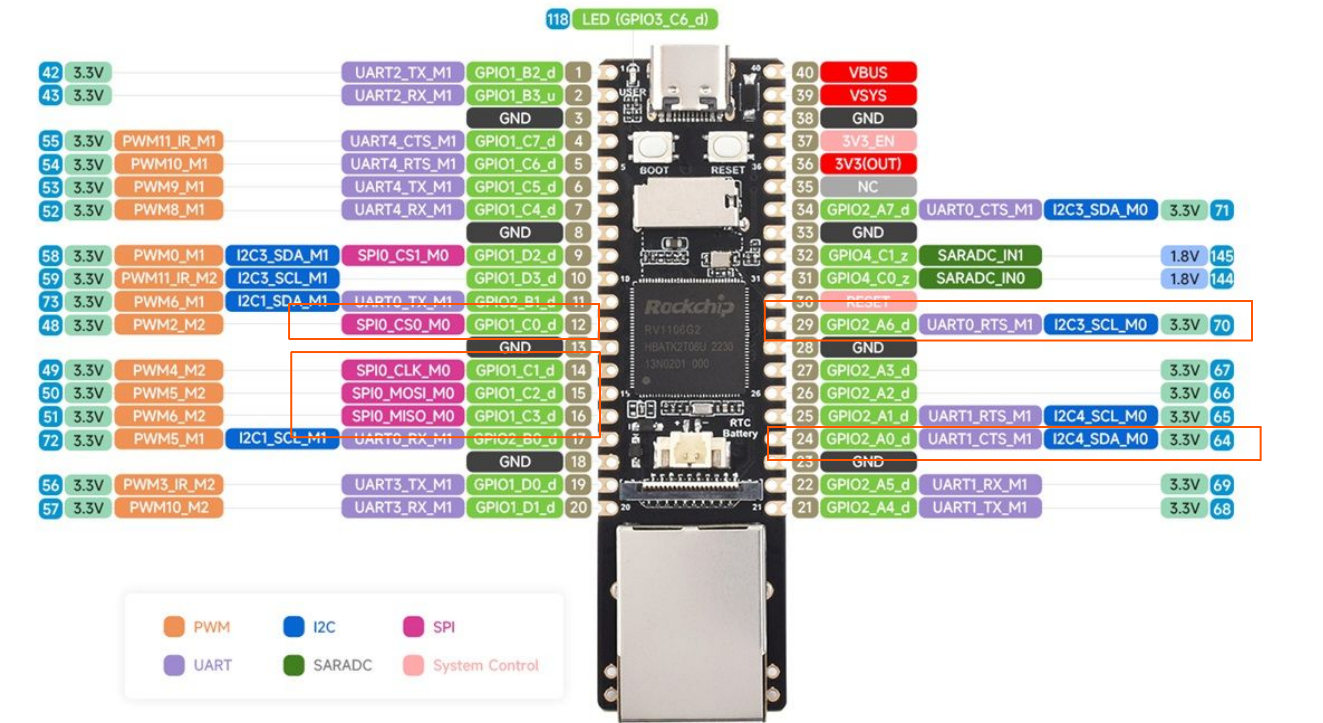 118 LED (GPIO3_C6_d)
42 3.3V UART2_TX_M1 GPIO1_B2_d 1 1 40 40 VBUS
43 3.3V UART2_RX_M1 GPIO1_B3_u 2 USER 39 VSYS
GND 3 38 GND
55 3.3V PWM11_IR_M1 UART4_CTS_M1 GPIO1_C7_d 4 37 3V3_EN
54 3.3V PWM10_M1 UART4_RTS_M1 GPIO1_C6_d 5 5 BOOT RESET 36 36 3V3(OUT)
53 3.3V PWM9_M1 UART4_TX_M1 GPIO1_C5_d 6 35 NC
52 3.3V PWM8_M1 UART4_RX_M1 GPIO1_C4_d 7 34 GPIO2_A7_d UART0_CTS_M1 I2C3_SDA_M0 3.3V 71
GND 8 33 GND
58 3.3V PWM0_M1 I2C3_SDA_M1 SPI0_CS1_M0 GPIO1_D2_d 9 32 GPIO4_C1_z SARADC_IN1 1.8V 145
59 3.3V PWM11_IR_M2 I2C3_SCL_M1 GPIO1_D3_d 10 10 31 31 GPIO4_C0_z SARADC_IN0 1.8V 144
73 3.3V PWM6_M1 I2C1_SDA_M1 UART0_TX_M1 GPIO2_B1_d 11 Rockchip 30 RESET
48 3.3V PWM2_M2 SPI0_CS0_M0 GPIO1_C0_d 12 RV1106G2 29 GPIO2_A6_d UART0_RTS_M1 I2C3_SCL_M0 3.3V 70
GND 13 HBATK2T06U 2230 28 GND
49 3.3V PWM4_M2 SPI0_CLK_M0 GPIO1_C1_d 14 13N0201 000 27 GPIO2_A3_d 3.3V 67
50 3.3V PWM5_M2 SPI0_MOSI_M0 GPIO1_C2_d 15 15 26 26 GPIO2_A2_d 3.3V 66
51 3.3V PWM6_M2 SPI0_MISO_M0 GPIO1_C3_d 16 RTC 25 GPIO2_A1_d UART1_RTS_M1 I2C4_SCL_M0 3.3V 65
72 3.3V PWM5_M1 I2C1_SCL_M1 UART0_RX_M1 GPIO2_B0_d 17 Battery 24 GPIO2_A0_d UART1_CTS_M1 I2C4_SDA_M0 3.3V 64
GND 18 23 GND
56 3.3V PWM3_IR_M2 UART3_TX_M1 GPIO1_D0_d 19 22 GPIO2_A5_d UART1_RX_M1 3.3V 69
57 3.3V PWM10_M2 UART3_RX_M1 GPIO1_D1_d 20 20 21 21 GPIO2_A4_d UART1_TX_M1 3.3V 68
PWM I2C SPI
UART SARADC System Control